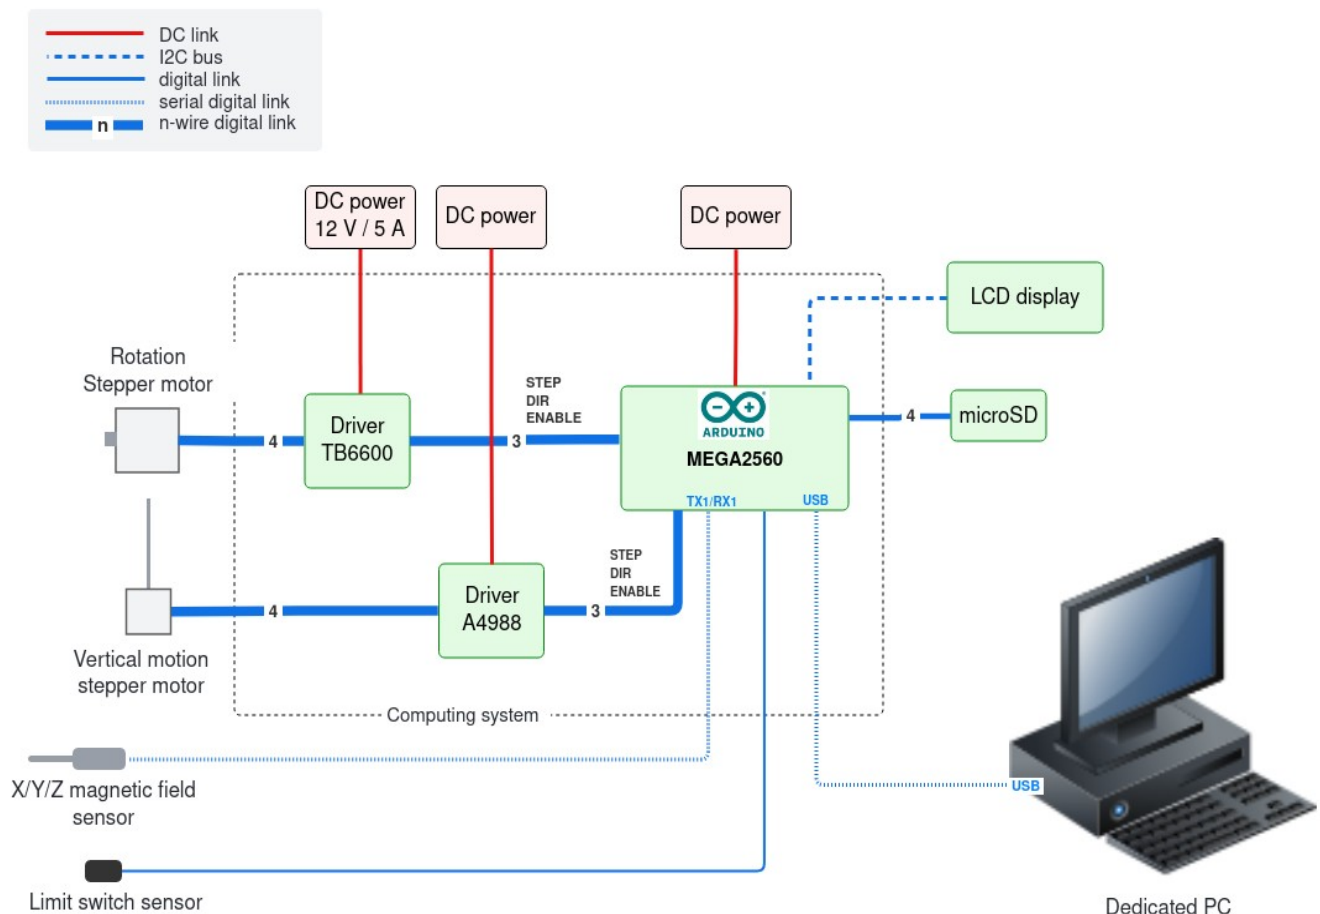 DC link
I2C bus
digital link
serial digital link
n
n-wire digital link
DC power
12 V / 5 A
DC power
DC power
LCD display
Rotation
Stepper motor
STEP
DIR
ENABLE
Driver
TB6600
4
3
ARDUINO
MEGA2560
TX1/RX1
USB
4
microSD
STEP
DIR
ENABLE
Driver
A4988
4
3
Vertical motion
stepper motor
Computing system
X/Y/Z magnetic field
sensor
USB
Limit switch sensor
Dedicated PC